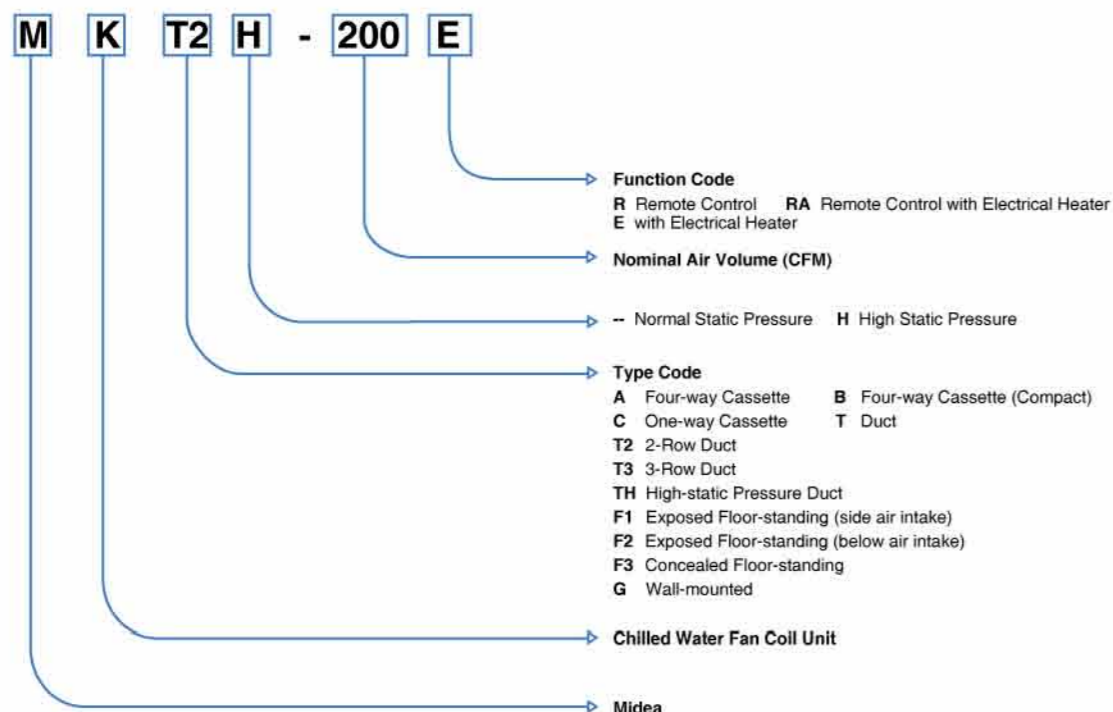 M K T2 H - 200 E
Function Code
R Remote Control RA Remote Control with Electrical Heater
E with Electrical Heater
Nominal Air Volume (CFM)
-- Normal Static Pressure H High Static Pressure
Type Code
A Four-way Cassette B Four-way Cassette (Compact)
C One-way Cassette T Duct
T2 2-Row Duct
T3 3-Row Duct
TH High-static Pressure Duct
F1 Exposed Floor-standing (side air intake)
F2 Exposed Floor-standing (below air intake)
F3 Concealed Floor-standing
G Wall-mounted
Chilled Water Fan Coil Unit
Midea